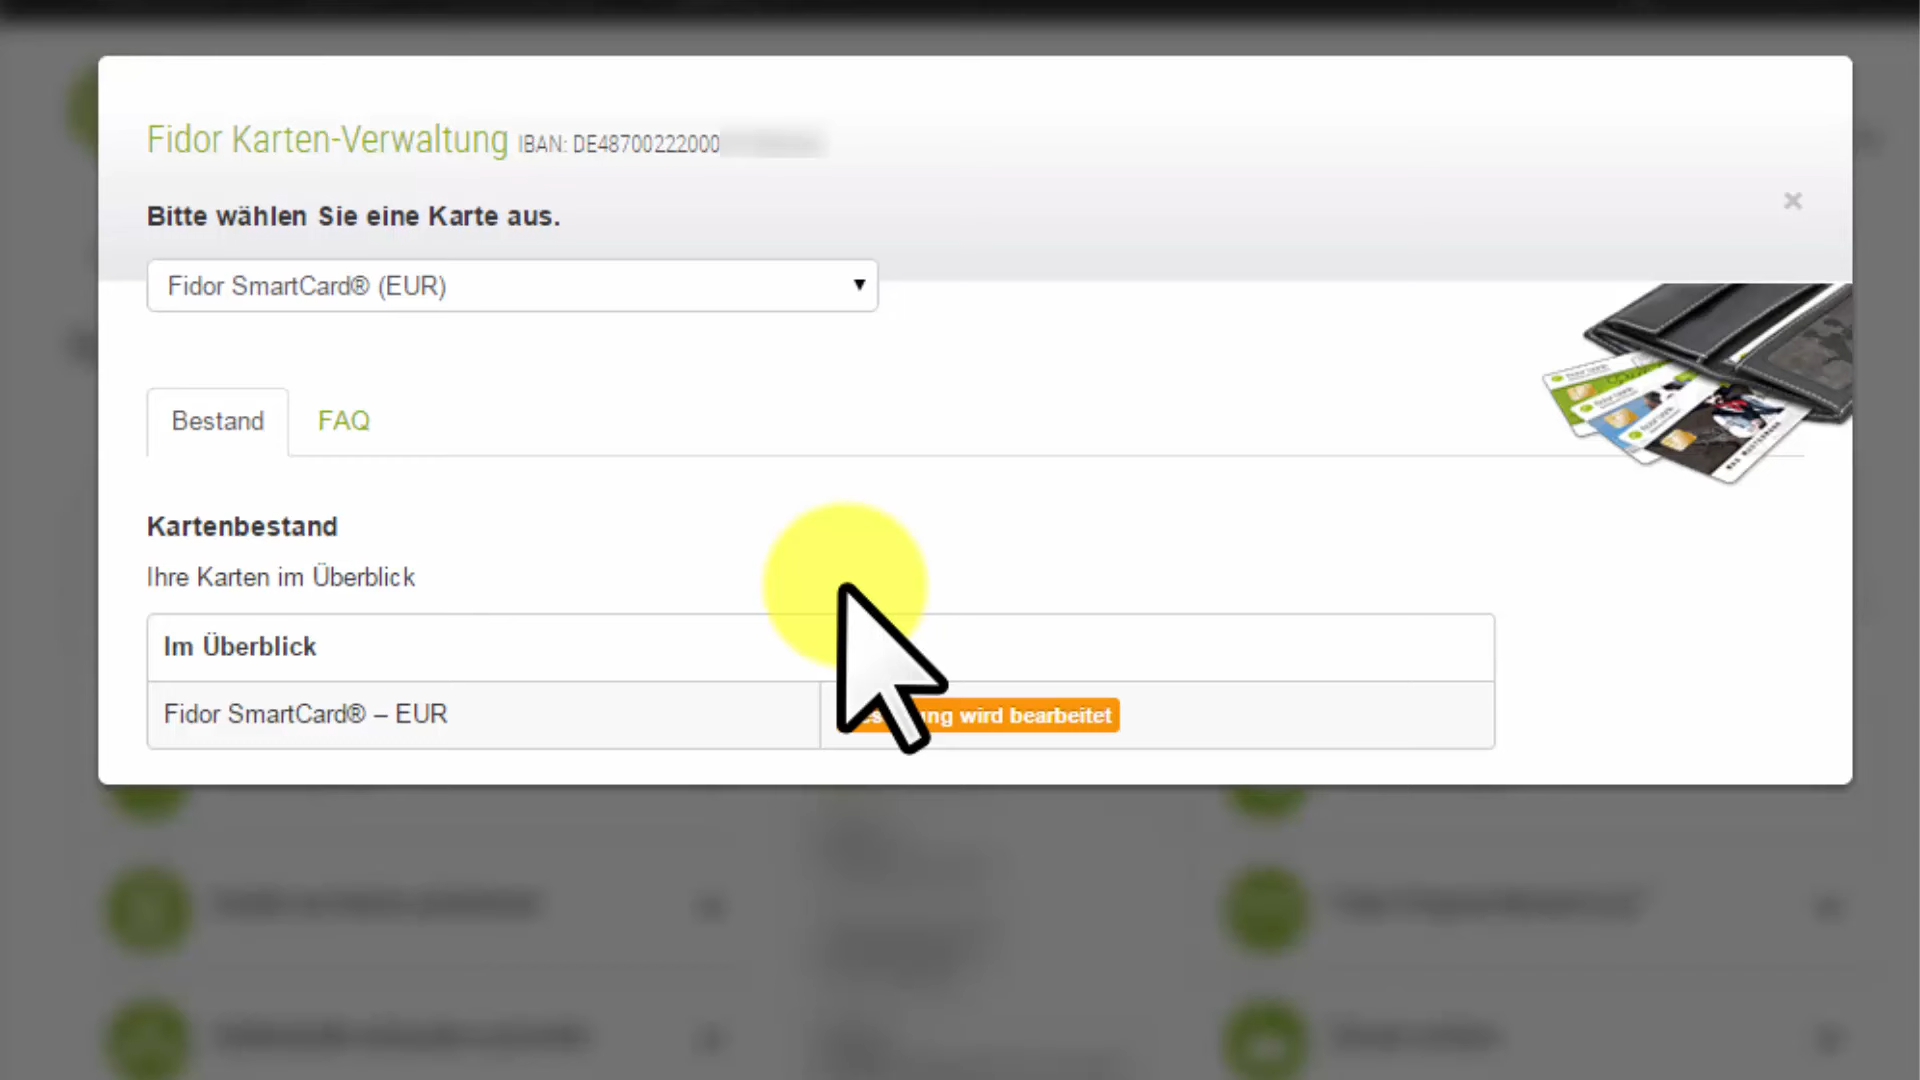 Fidor Karten-Verwaltung IBAN: DE48700222000
Bitte wählen Sie eine Karte aus.
×
Fidor SmartCard® (EUR)
Bestand
FAQ
Kartenbestand
Ihre Karten im Überblick
Im Überblick
Fidor SmartCard® – EUR
wird bearbeitet